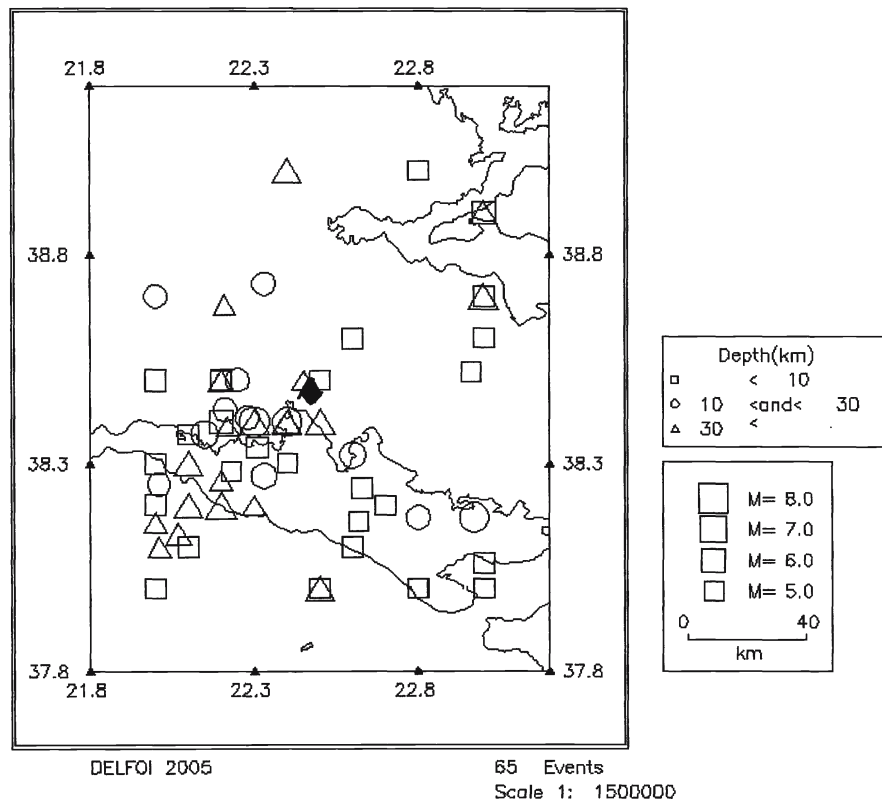 21.8 22.3 22.8
38.8 38.8
38.3 38.3
37.8 37.8
21.8 22.3 22.8
Depth(km)
< 10
10 <and< 30
30 <
M= 8.0
M= 7.0
M= 6.0
M= 5.0
0 40
km
DELFOI 2005
65 Events
Scale 1: 1500000